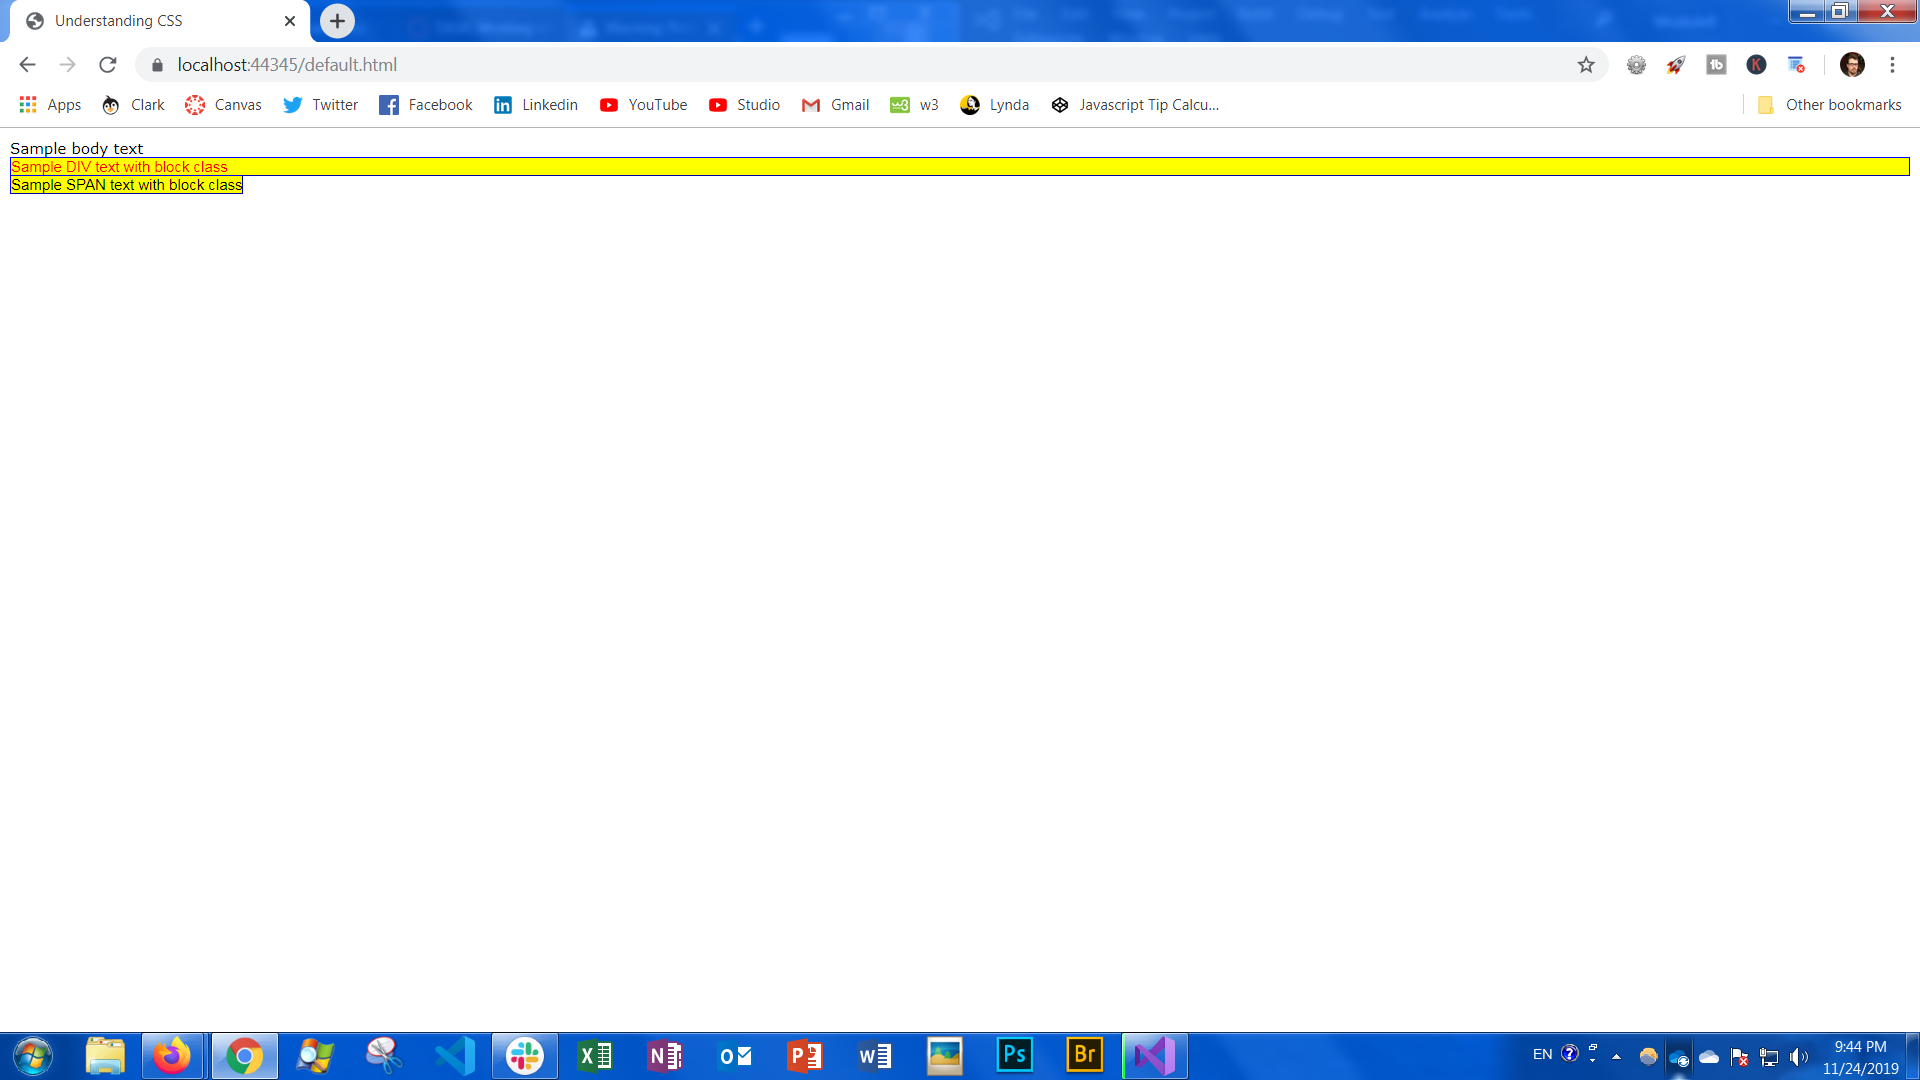 Understanding CSS
localhost:44345/default.html
Apps Clark Canvas Twitter Facebook Linkedin YouTube Studio Gmail w3 Lynda Javascript Tip Calcu... Other bookmarks
Sample body text
Sample DIV text with block class
Sample SPAN text with block class
EN
9:44 PM
11/24/2019